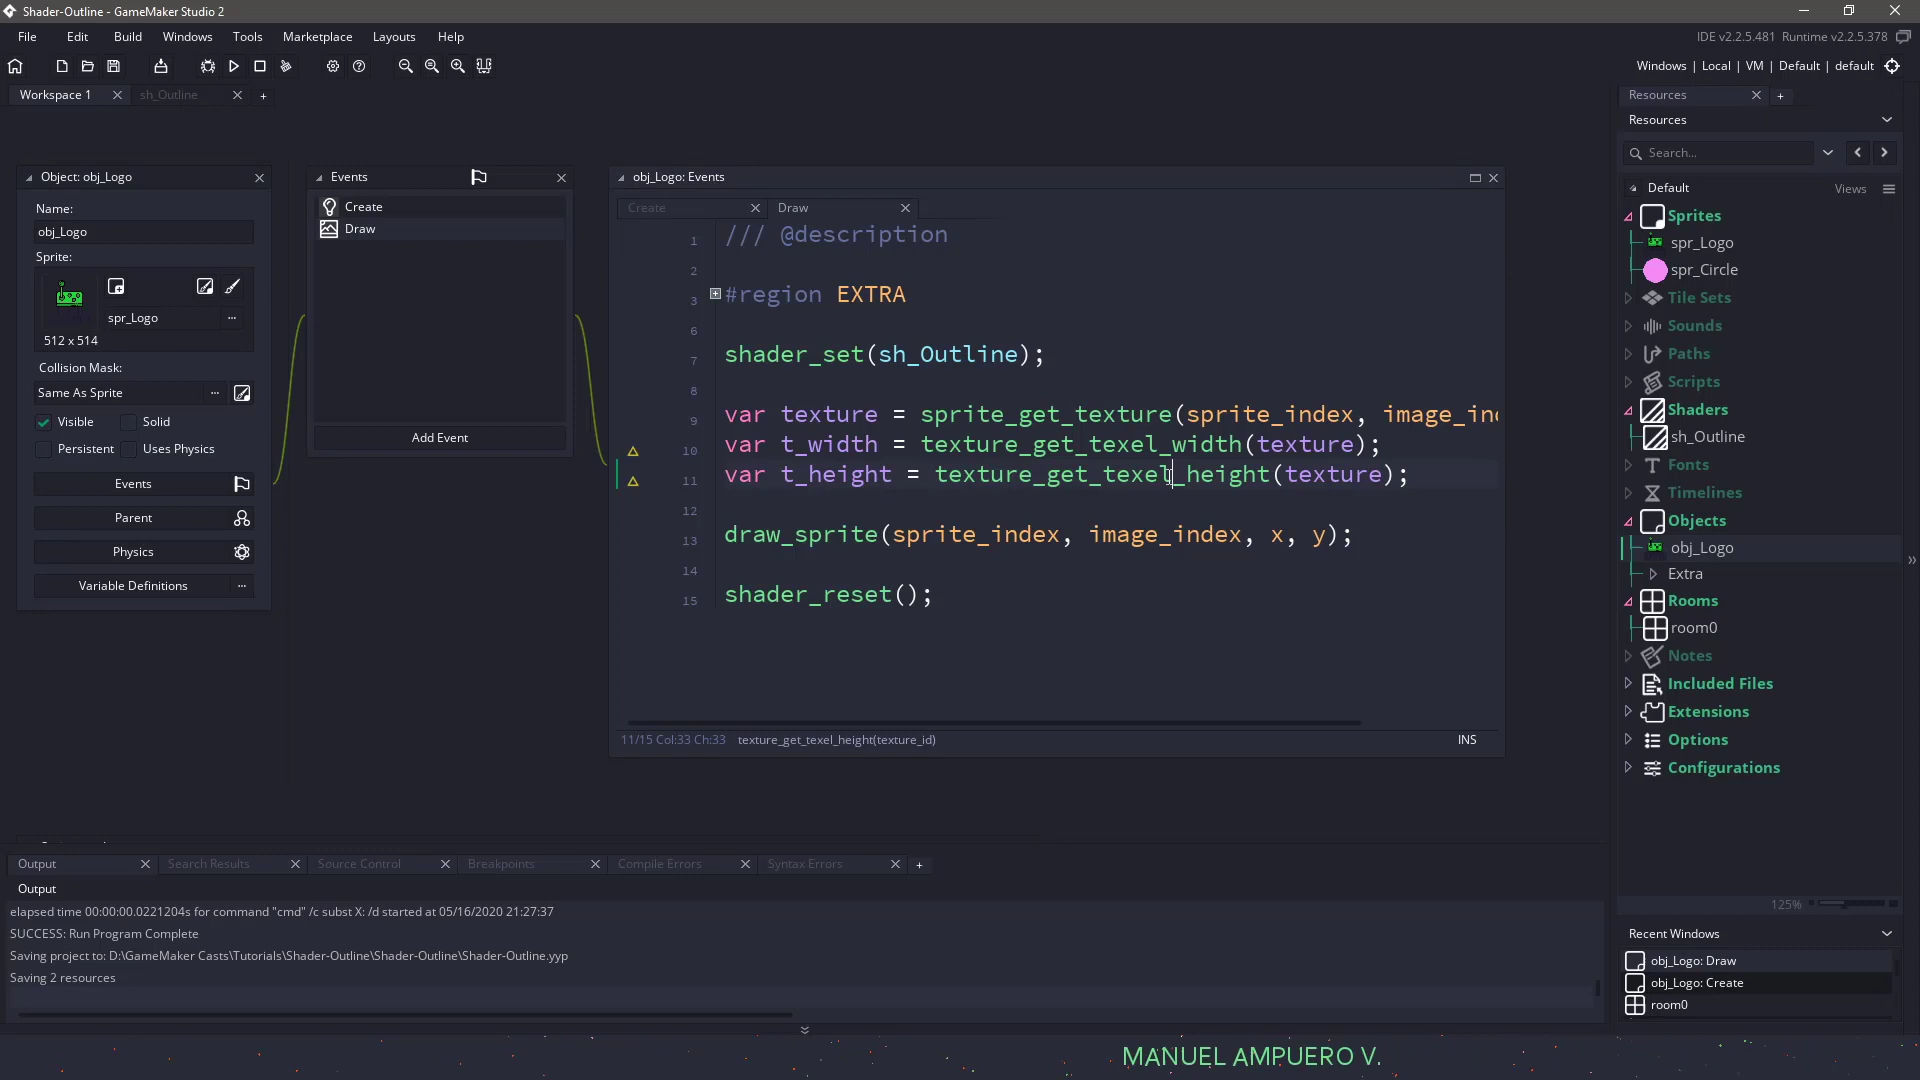 Shader-Outline - GameMaker Studio 2
File Edit Build Windows Tools Marketplace Layouts Help
IDE v2.2.5.481 Runtime v2.2.5.378
Windows | Local | VM | Default | default
Workspace 1
sh_Outline
Object: obj_Logo
Name:
obj_Logo
Sprite:
spr_Logo
512 x 514
Collision Mask:
Same As Sprite
Visible
Solid
Persistent
Uses Physics
Events
Parent
Physics
Variable Definitions
Events
Create
Draw
Add Event
obj_Logo: Events
Create
Draw
1 /// @description
2
3 #region EXTRA
6
7 shader_set(sh_Outline);
8
9 var texture = sprite_get_texture(sprite_index, image_ind
10 var t_width = texture_get_texel_width(texture);
11 var t_height = texture_get_texel_height(texture);
12
13 draw_sprite(sprite_index, image_index, x, y);
14
15 shader_reset();
11/15 Col:33 Ch:33 texture_get_texel_height(texture_id)
INS
Resources
Resources
Search...
Default
Views
Sprites
spr_Logo
spr_Circle
Tile Sets
Sounds
Paths
Scripts
Shaders
sh_Outline
Fonts
Timelines
Objects
obj_Logo
Extra
Rooms
room0
Notes
Included Files
Extensions
Options
Configurations
125%
Recent Windows
obj_Logo: Draw
obj_Logo: Create
room0
Output
Search Results
Source Control
Breakpoints
Compile Errors
Syntax Errors
Output
elapsed time 00:00:00.0221204s for command "cmd" /c subst X: /d started at 05/16/2020 21:27:37
SUCCESS: Run Program Complete
Saving project to: D:\GameMaker Casts\Tutorials\Shader-Outline\Shader-Outline\Shader-Outline.yyp
Saving 2 resources
MANUEL AMPUERO V.